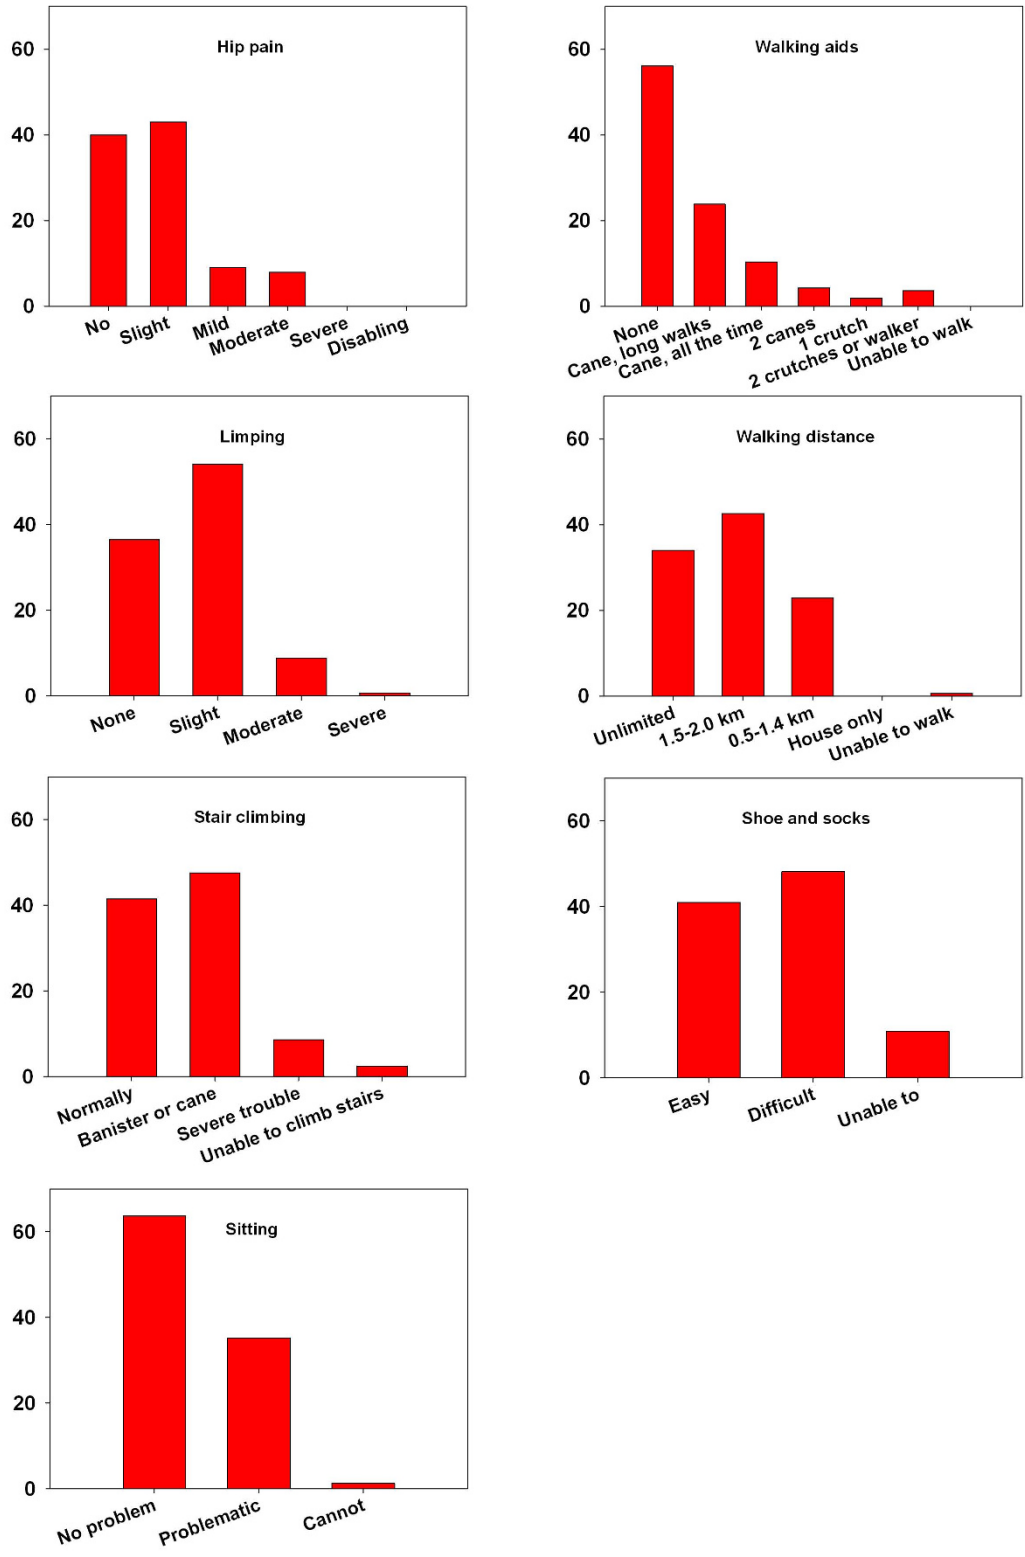 Hip pain
60
40
20
0
No
Slight
Mild
Moderate
Severe
Disabling
Walking aids
60
40
20
0
None
Cane, long walks
Cane, all the time
2 canes
1 crutch
2 crutches or walker
Unable to walk
Limping
60
40
20
0
None
Slight
Moderate
Severe
Walking distance
60
40
20
0
Unlimited
1.5-2.0 km
0.5-1.4 km
House only
Unable to walk
Stair climbing
60
40
20
0
Normally
Banister or cane
Severe trouble
Unable to climb stairs
Shoe and socks
60
40
20
0
Easy
Difficult
Unable to
Sitting
60
40
20
0
No problem
Problematic
Cannot